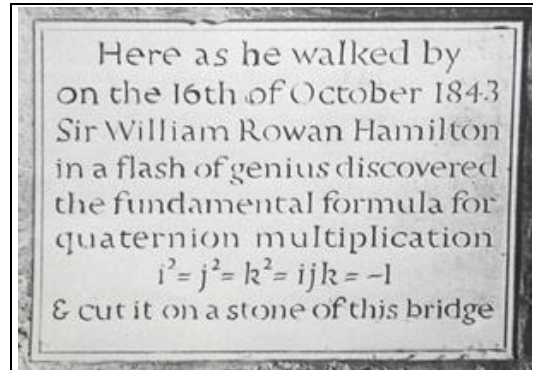 Here as he walked by
on the 16th of October 1843
Sir William Rowan Hamilton
in a flash of genius discovered
the fundamental formula for
quaternion multiplication
i² = j² = k² = ijk = −1
& cut it on a stone of this bridge